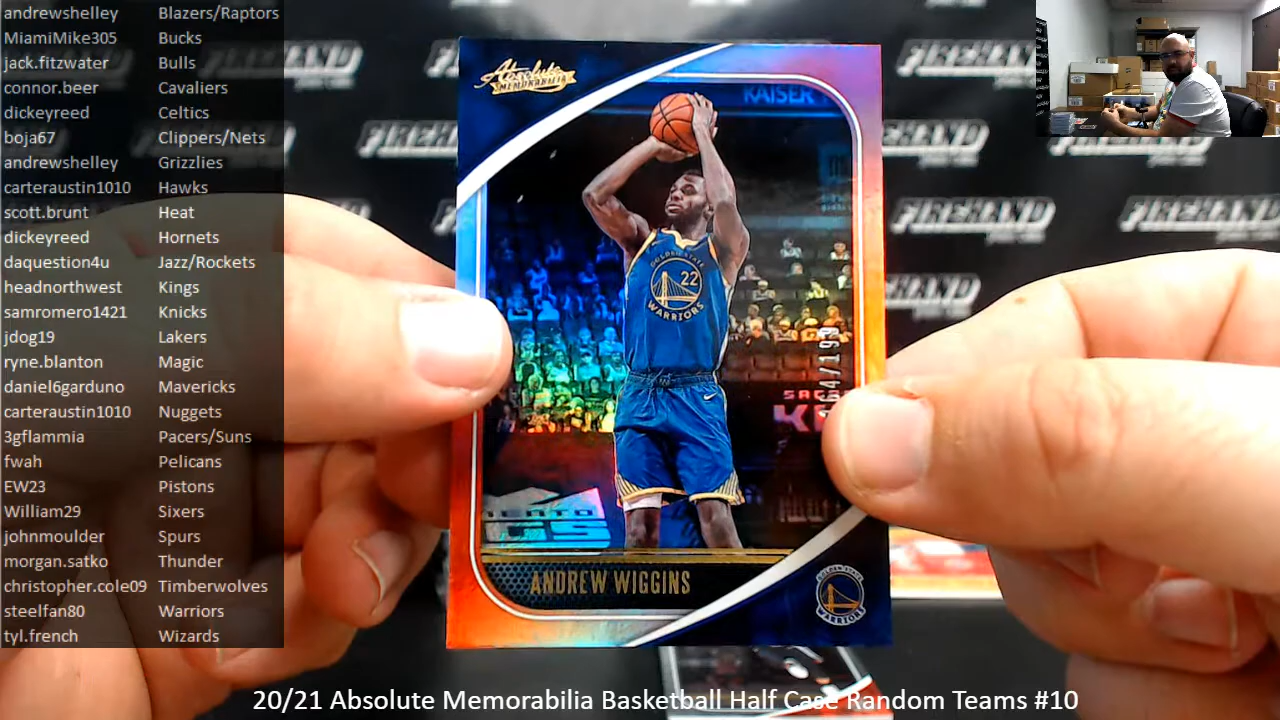 andrewshelley Blazers/Raptors
MiamiMike305 Bucks
jack.fitzwater Bulls
connor.beer Cavaliers
dickeyreed Celtics
boja67 Clippers/Nets
andrewshelley Grizzlies
carteraustin1010 Hawks
scott.brunt Heat
dickeyreed Hornets
daquestion4u Jazz/Rockets
headnorthwest Kings
samromero1421 Knicks
jdog19 Lakers
ryne.blanton Magic
daniel6garduno Mavericks
carteraustin1010 Nuggets
3gflammia Pacers/Suns
fwah Pelicans
EW23 Pistons
William29 Sixers
johnmoulder Spurs
morgan.satko Thunder
christopher.cole09 Timberwolves
steelfan80 Warriors
tyl.french Wizards
Absolute
MEMORABILIA
KAISER
GOLDEN STATE
22
WARRIORS
ANDREW WIGGINS
GOLDEN STATE
WARRIORS
FIREHAND
FIREHAND
FIREHAND
FIREHAND
20/21 Absolute Memorabilia Basketball Half Case Random Teams #10